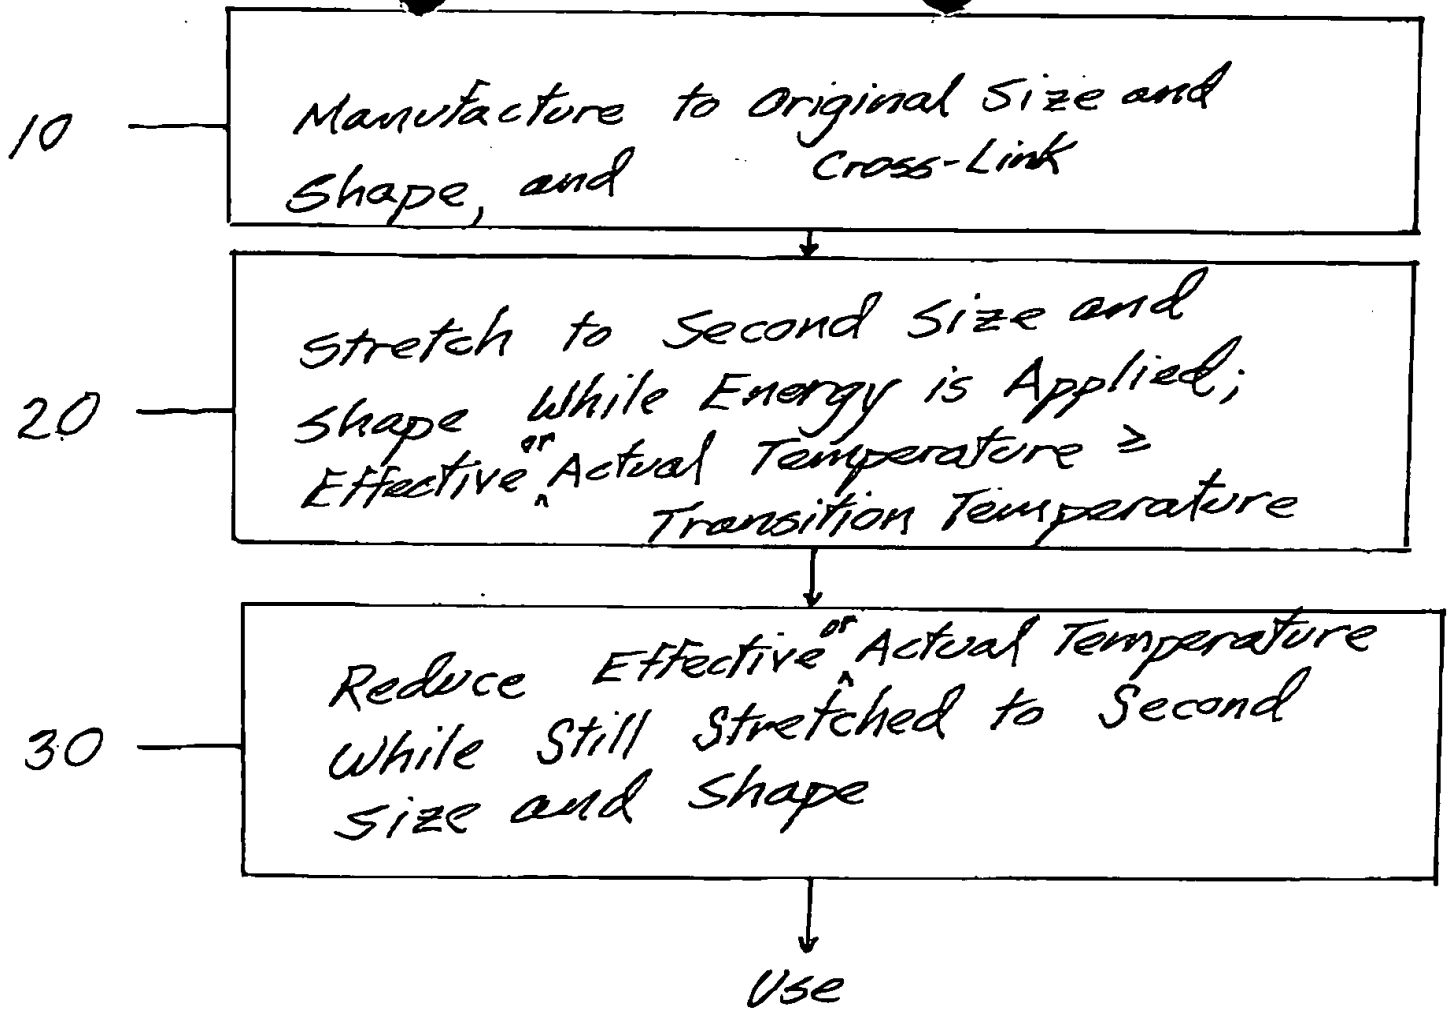 10
Manufacture to Original Size and
Shape, and Cross-Link
20
Stretch to Second Size and
Shape While Energy is Applied;
Effective or Actual Temperature ≥
Transition Temperature
30
Reduce Effective or Actual Temperature
While Still Stretched to Second
Size and Shape
Use